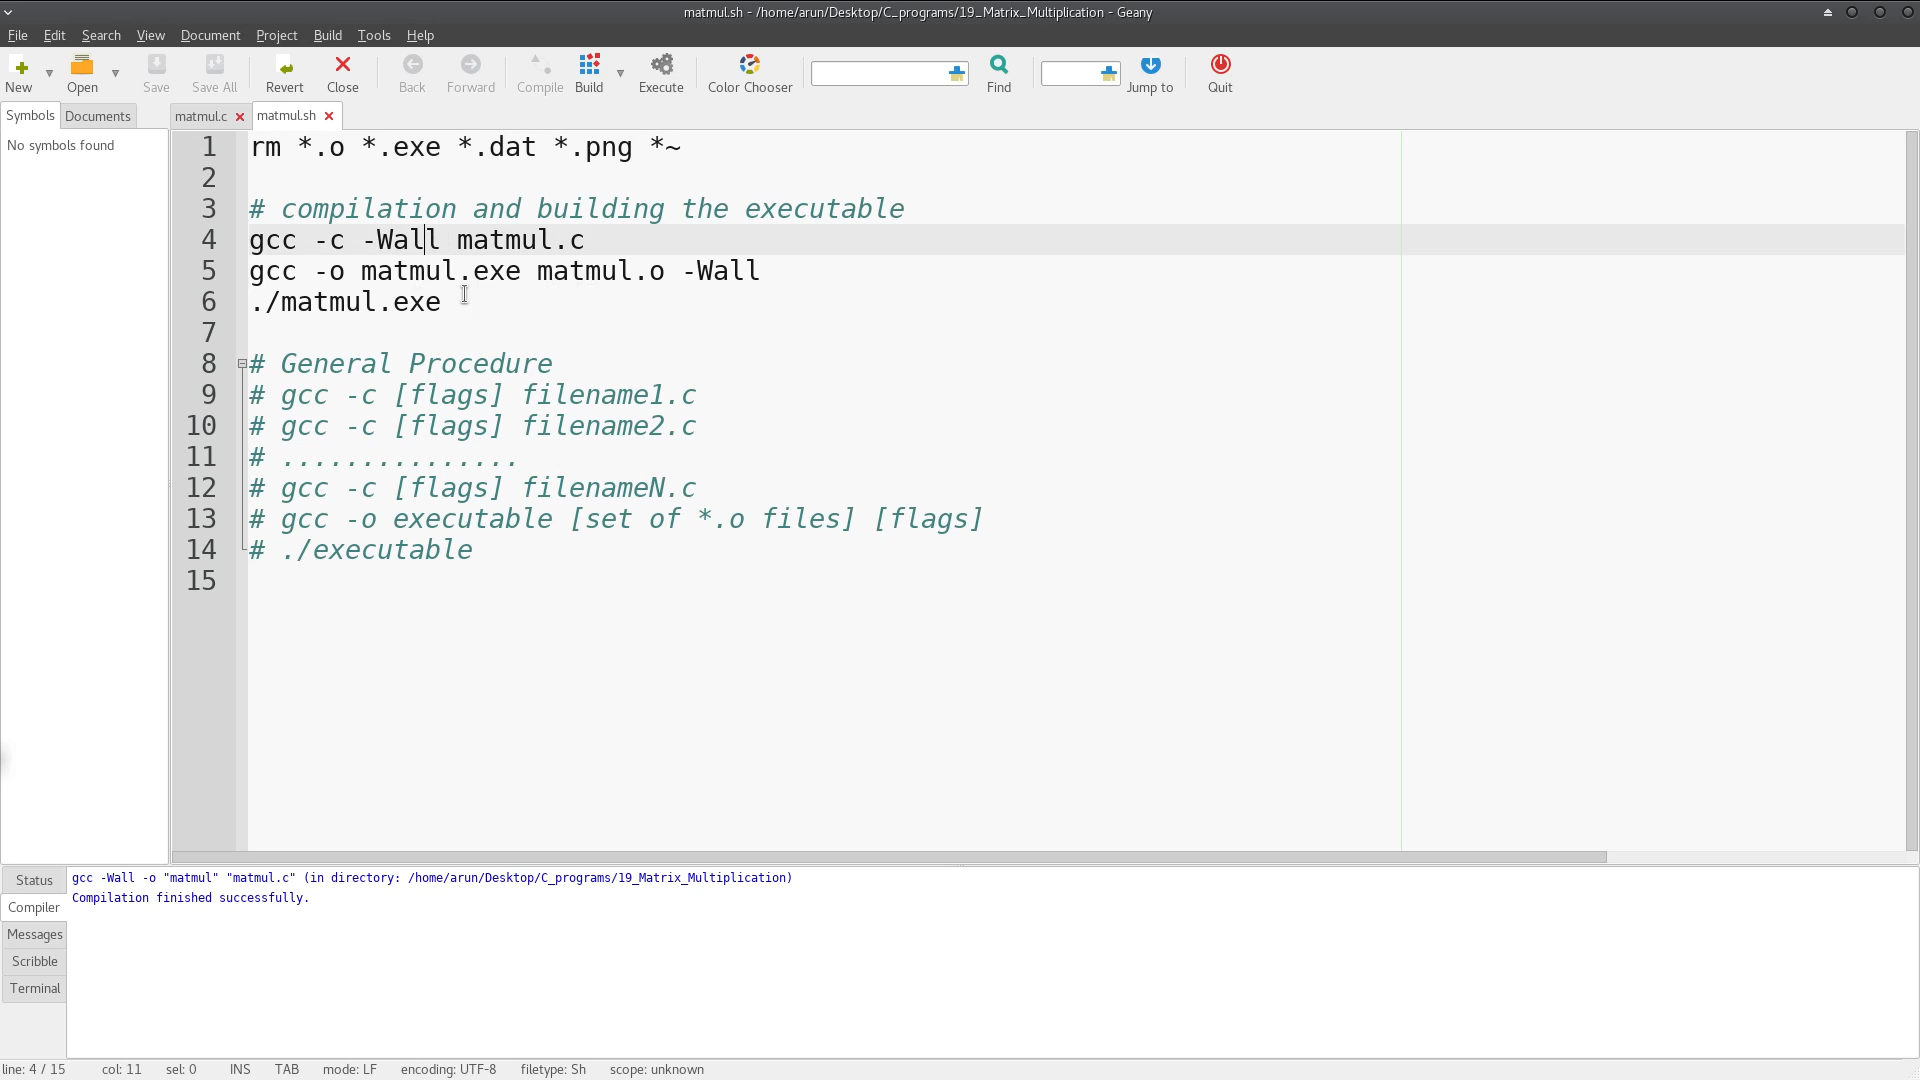 matmul.sh - /home/arun/Desktop/C_programs/19_Matrix_Multiplication - Geany
File Edit Search View Document Project Build Tools Help
New Open Save Save All Revert Close Back Forward Compile Build Execute Color Chooser Find Jump to Quit
Symbols Documents matmul.c matmul.sh
No symbols found
1 rm *.o *.exe *.dat *.png *~
2
3 # compilation and building the executable
4 gcc -c -Wall matmul.c
5 gcc -o matmul.exe matmul.o -Wall
6 ./matmul.exe
7
8 # General Procedure
9 # gcc -c [flags] filename1.c
10 # gcc -c [flags] filename2.c
11 # ...............
12 # gcc -c [flags] filenameN.c
13 # gcc -o executable [set of *.o files] [flags]
14 # ./executable
15
Status
Compiler
Messages
Scribble
Terminal
gcc -Wall -o "matmul" "matmul.c" (in directory: /home/arun/Desktop/C_programs/19_Matrix_Multiplication)
Compilation finished successfully.
line: 4 / 15 col: 11 sel: 0 INS TAB mode: LF encoding: UTF-8 filetype: Sh scope: unknown